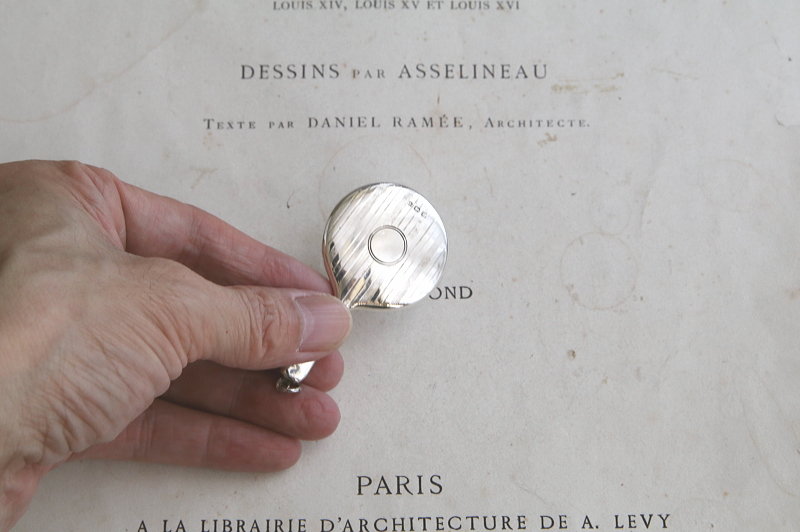 LOUIS XIV, LOUIS XV ET LOUIS XVI
DESSINS PAR ASSELINEAU
TEXTE PAR DANIEL RAMÉE, ARCHITECTE.
OND
PARIS
A LA LIBRAIRIE D'ARCHITECTURE DE A. LEVY